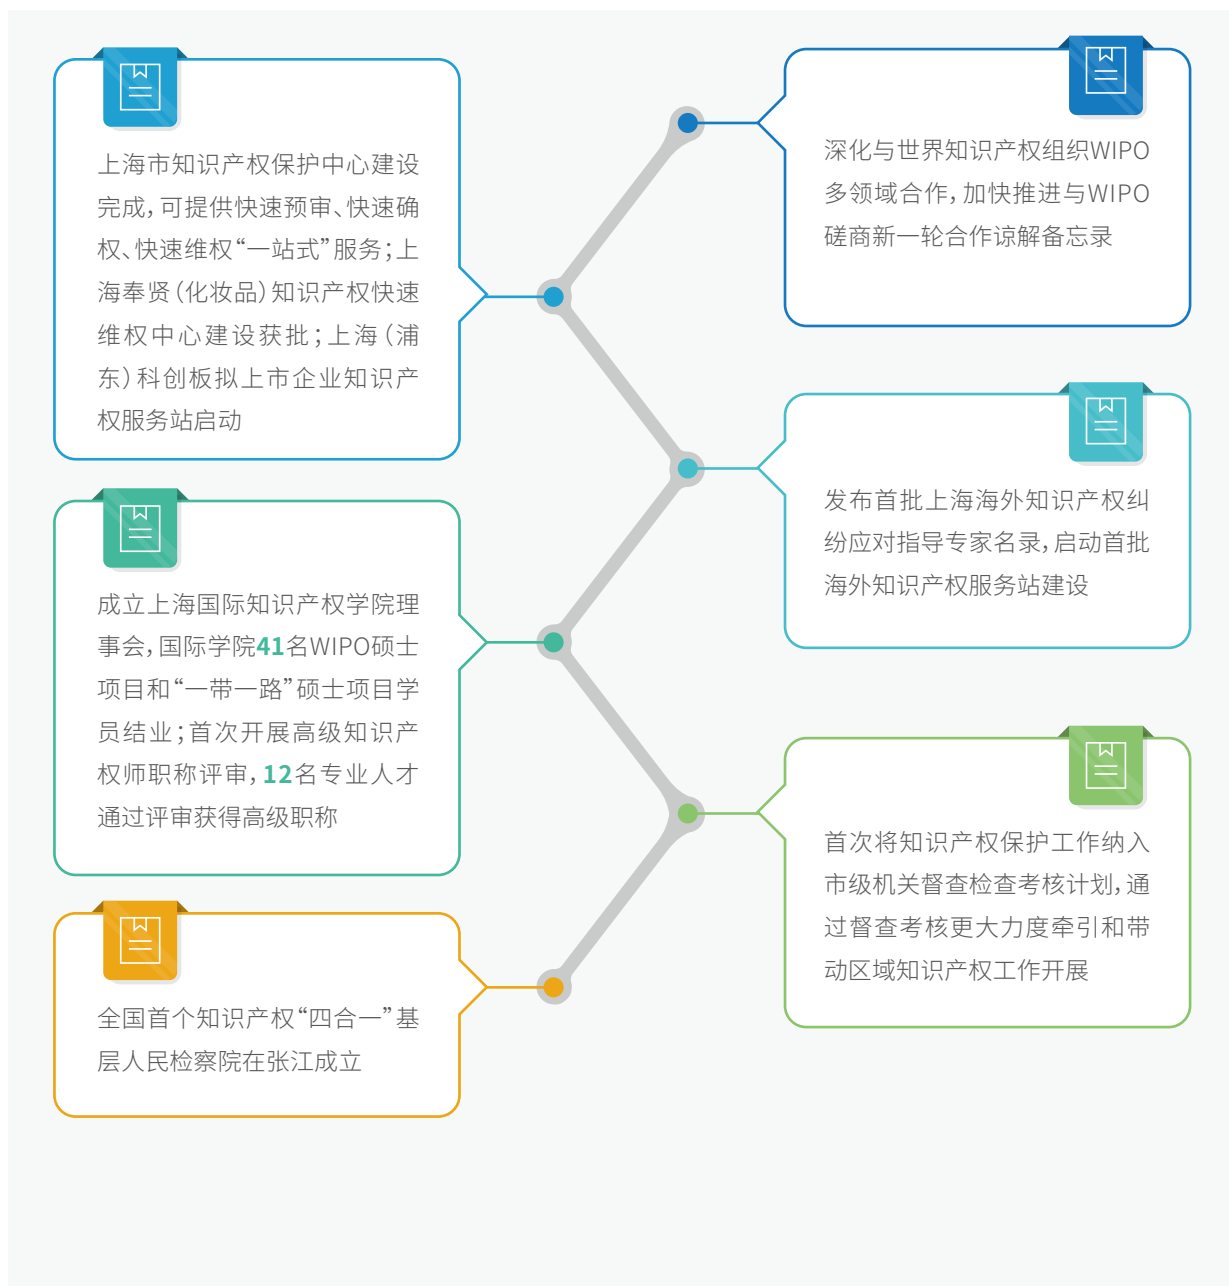 深化与世界知识产权组织WIPO
多领域合作，加快推进与WIPO
磋商新一轮合作谅解备忘录
上海市知识产权保护中心建设
完成，可提供快速预审、快速确
权、快速维权“一站式”服务；上
海奉贤（化妆品）知识产权快速
维权中心建设获批；上海（浦
东）科创板拟上市企业知识产
权服务站启动
发布首批上海海外知识产权纠
纷应对指导专家名录，启动首批
海外知识产权服务站建设
成立上海国际知识产权学院理
事会，国际学院41名WIPO硕士
项目和“一带一路”硕士项目学
员结业；首次开展高级知识产
权师职称评审，12名专业人才
通过评审获得高级职称
首次将知识产权保护工作纳入
市级机关督查检查考核计划，通
过督查考核更大力度牵引和带
动区域知识产权工作开展
全国首个知识产权“四合一”基
层人民检察院在张江成立